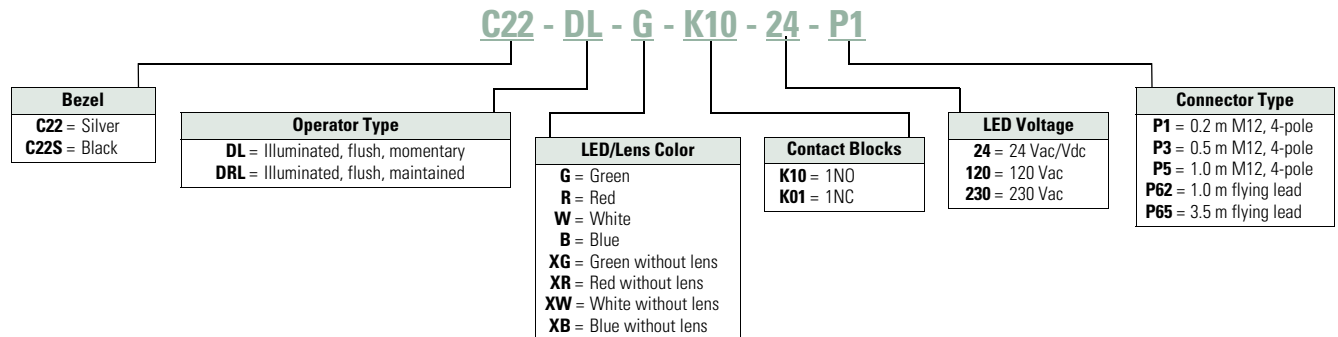 C22 - DL - G - K10 - 24 - P1
Bezel
C22 = Silver
C22S = Black
Operator Type
DL = Illuminated, flush, momentary
DRL = Illuminated, flush, maintained
LED/Lens Color
G = Green
R = Red
W = White
B = Blue
XG = Green without lens
XR = Red without lens
XW = White without lens
XB = Blue without lens
Contact Blocks
K10 = 1NO
K01 = 1NC
LED Voltage
24 = 24 Vac/Vdc
120 = 120 Vac
230 = 230 Vac
Connector Type
P1 = 0.2 m M12, 4-pole
P3 = 0.5 m M12, 4-pole
P5 = 1.0 m M12, 4-pole
P62 = 1.0 m flying lead
P65 = 3.5 m flying lead